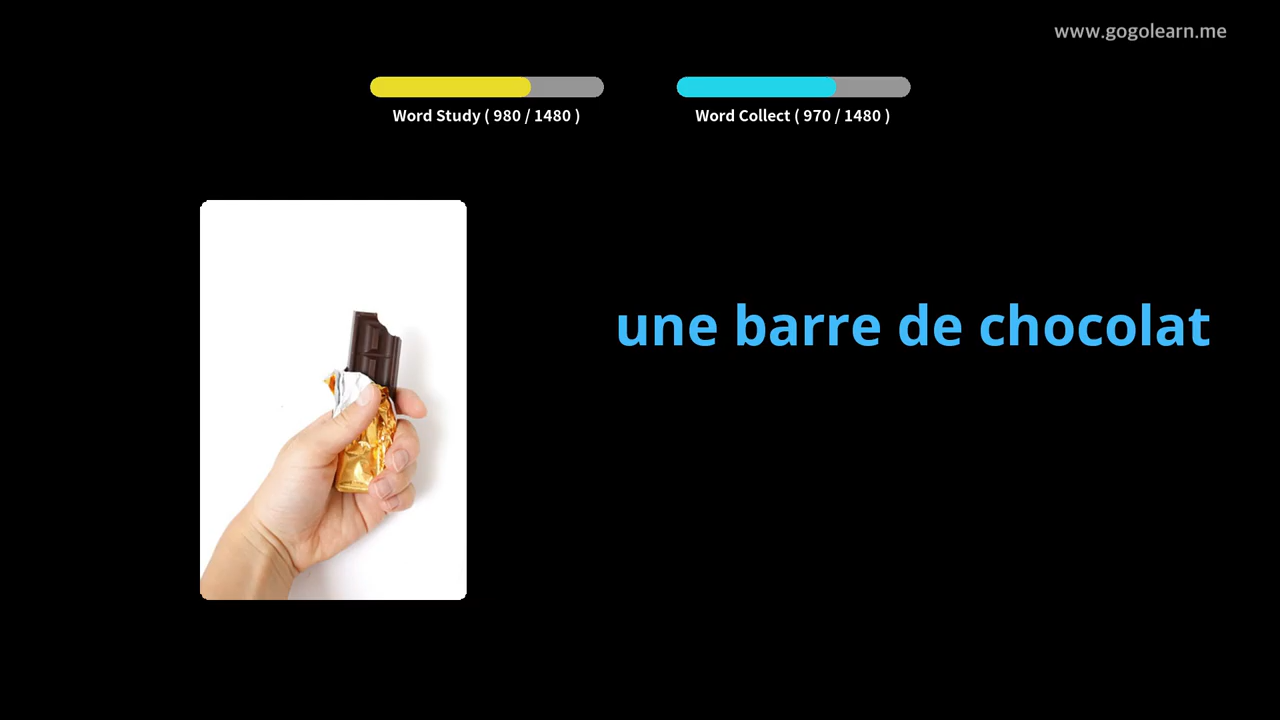 www.gogolearn.me
Word Study ( 980 / 1480 )
Word Collect ( 970 / 1480 )
une barre de chocolat